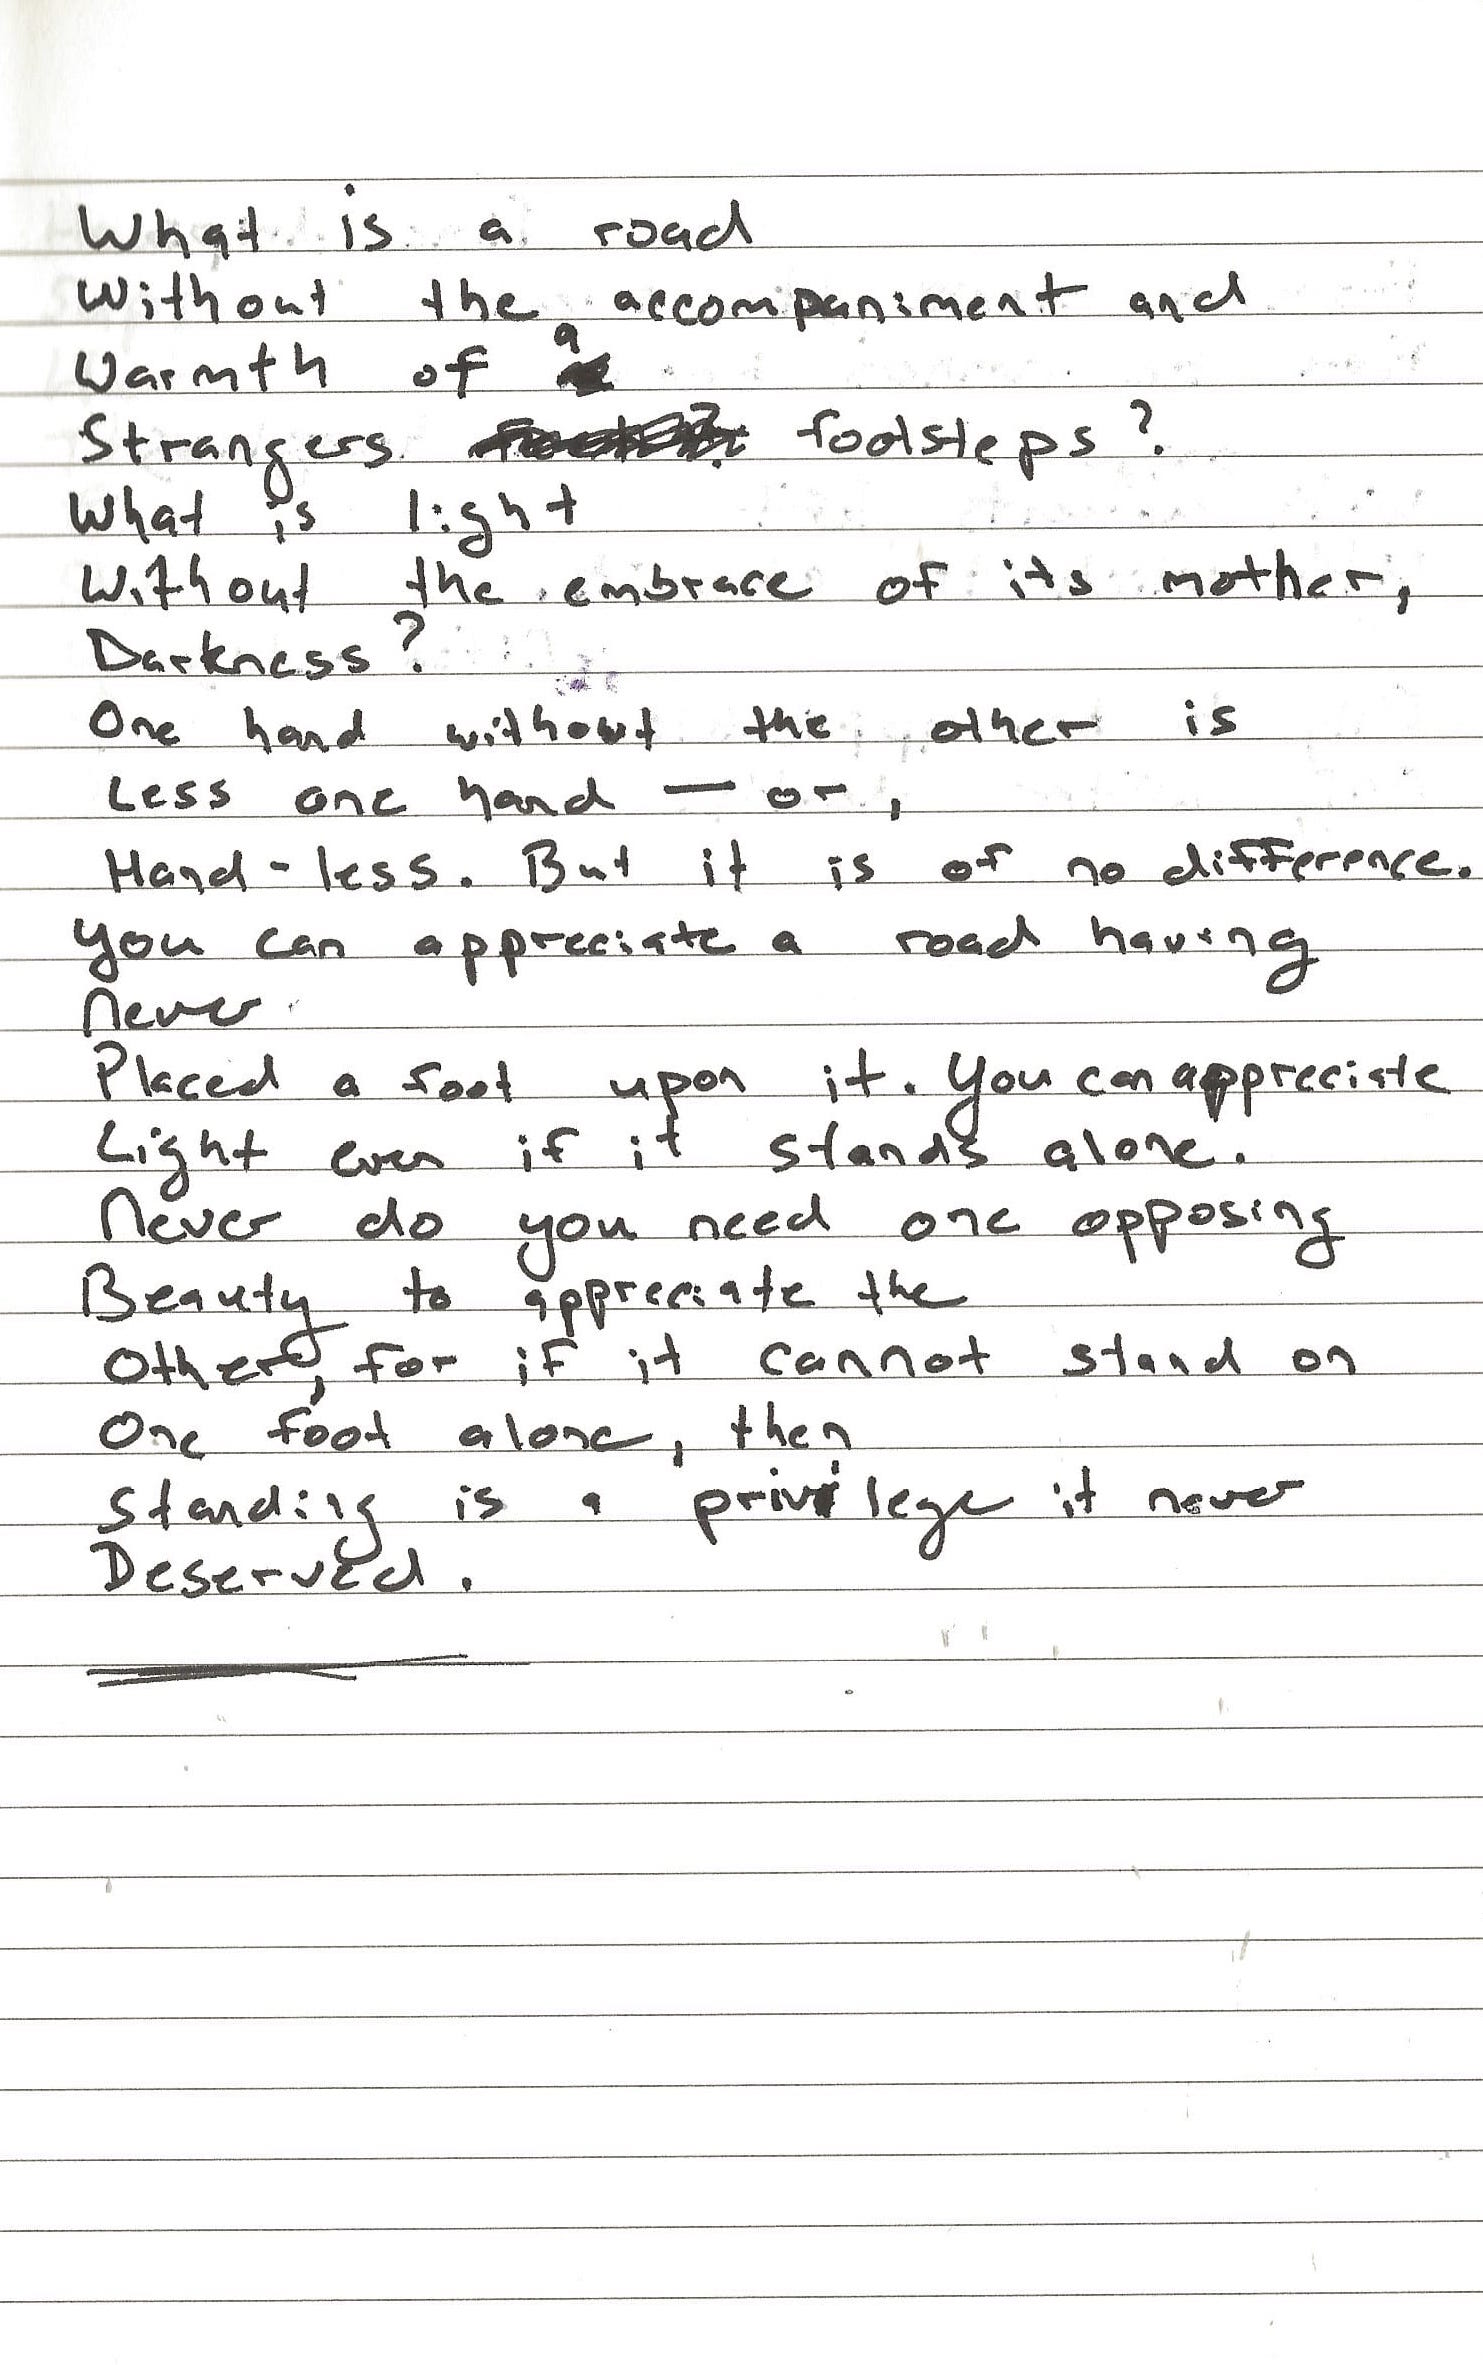 What is a road
Without the accompaniment and
Warmth of a
Strangers footsteps?
What is light
Without the embrace of its mother,
Darkness?
One hand without the other is
Less one hand — or,
Hand-less. But it is of no difference.
You can appreciate a road having
Never
Placed a foot upon it. You can appreciate
Light even if it stands alone.
Never do you need one opposing
Beauty to appreciate the
Other, for if it cannot stand on
One foot alone, then
Standing is a privilege it never
Deserved.